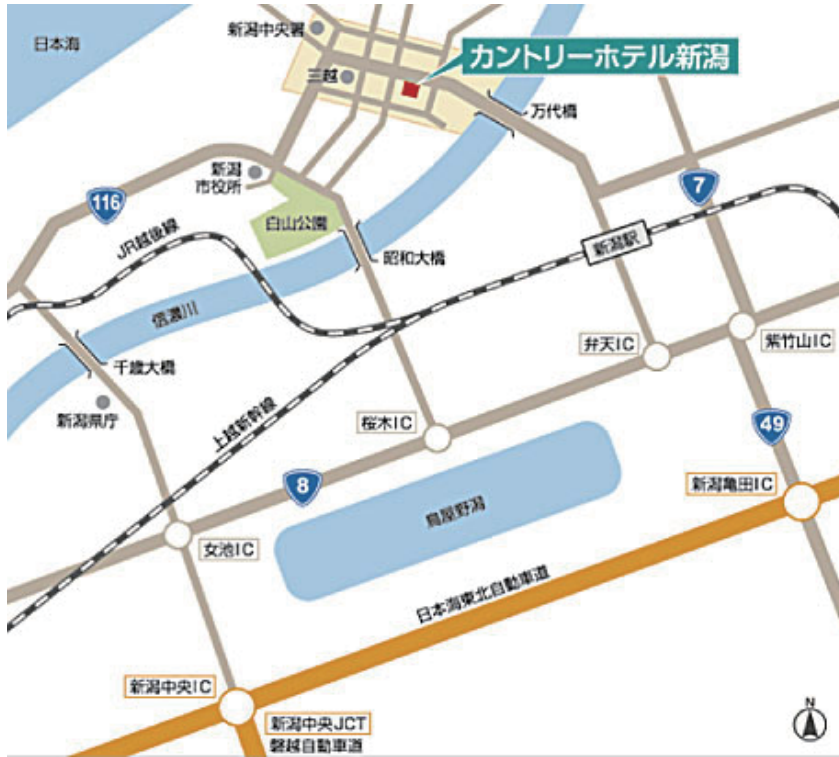 日本海
新潟中央署
カントリーホテル新潟
三越
万代橋
新潟
市役所
116
7
白山公園
JR越後線
昭和大橋
新潟駅
信濃川
千歳大橋
弁天IC
紫竹山IC
新潟県庁
上越新幹線
桜木IC
49
8
新潟亀田IC
鳥屋野潟
女池IC
日本海東北自動車道
新潟中央IC
新潟中央JCT
磐越自動車道
N